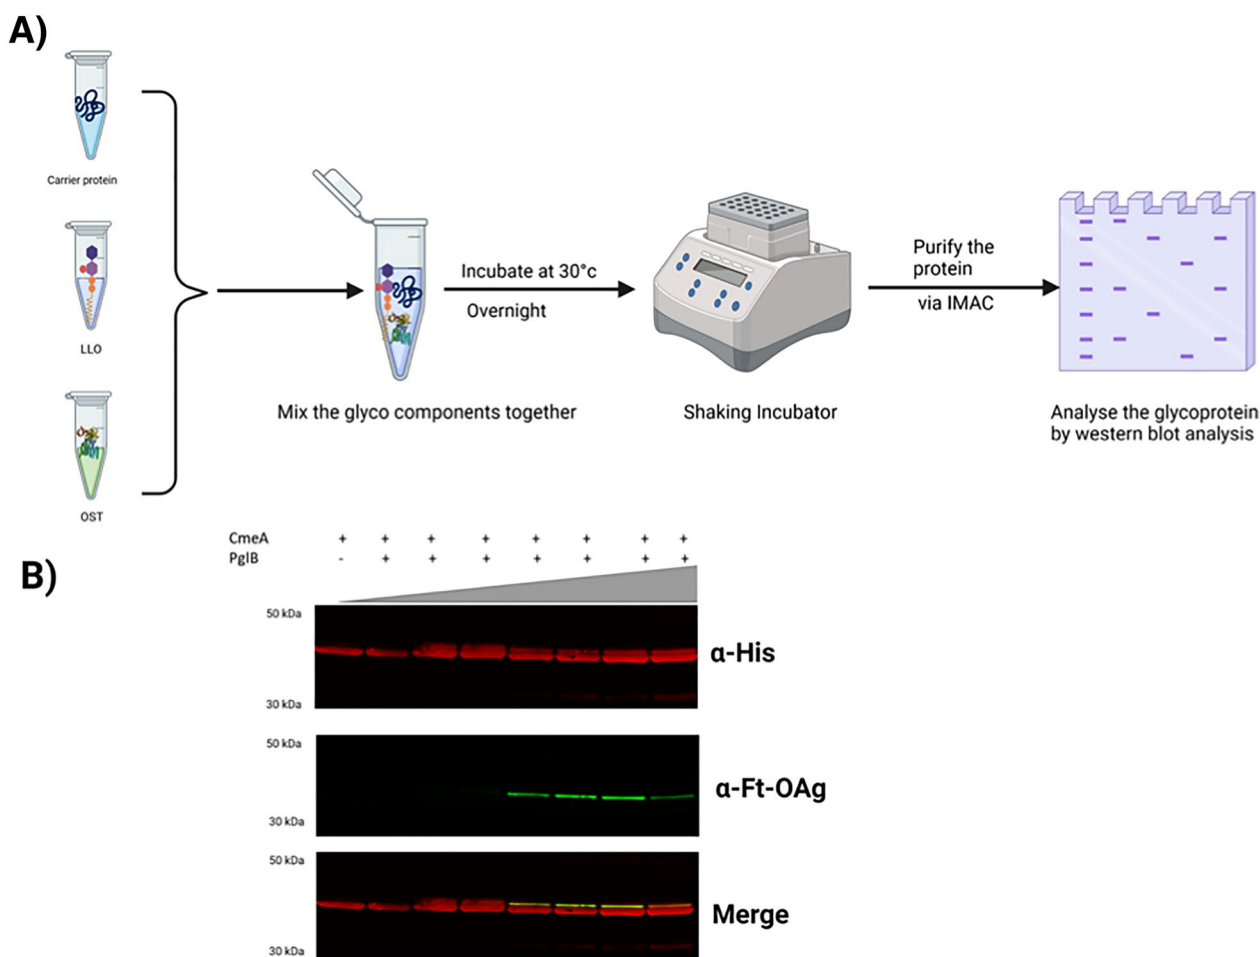 A)
Carrier protein
LLO
OST
Mix the glyco components together
Incubate at 30°c
Overnight
Shaking Incubator
Purify the
protein
via IMAC
Analyse the glycoprotein
by western blot analysis
B)
CmeA + + + + + + + +
PglB - + + + + + + +
50 kDa
30 kDa
α-His
50 kDa
30 kDa
α-Ft-OAg
50 kDa
30 kDa
Merge